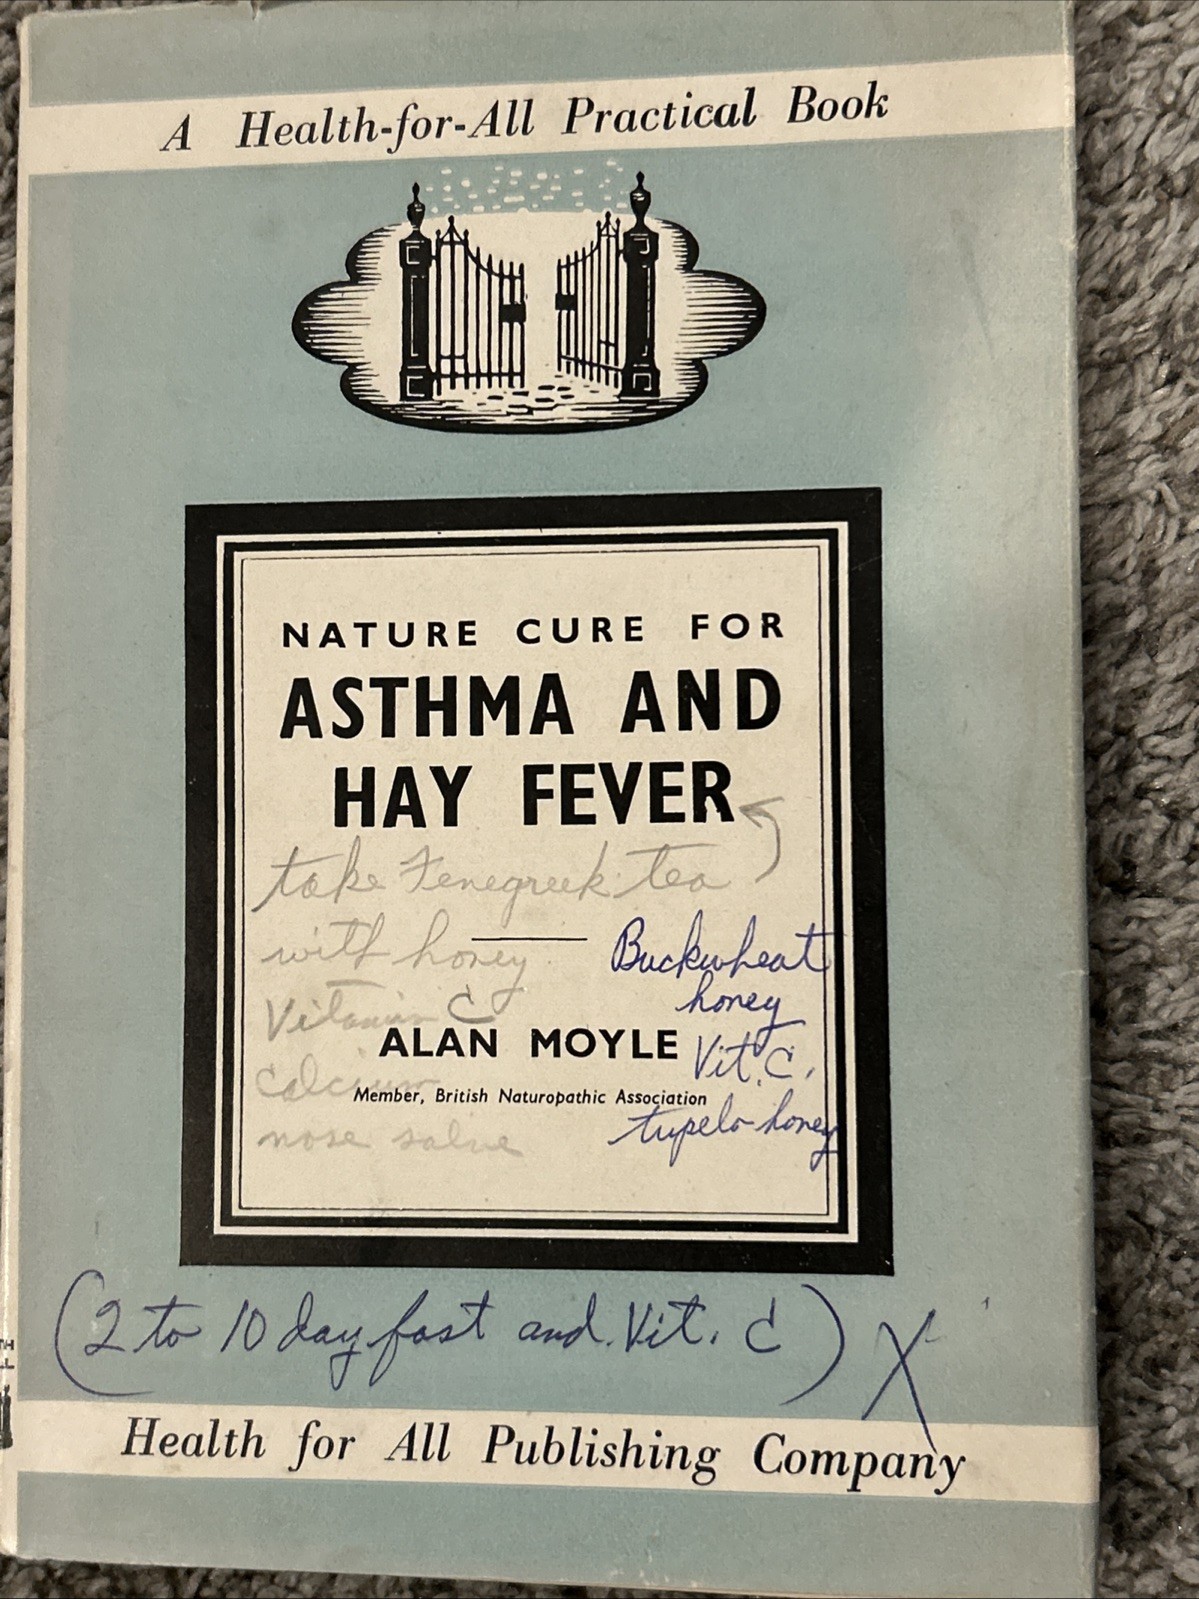 A Health-for-All Practical Book
NATURE CURE FOR
ASTHMA AND
HAY FEVER
take Fenegreek tea
with honey
Vitamin C
calcium
nose salve
Buckwheat
honey
Vit. C.
tupelo honey
ALAN MOYLE
Member, British Naturopathic Association
(2 to 10 day fast and Vit. C) X
Health for All Publishing Company